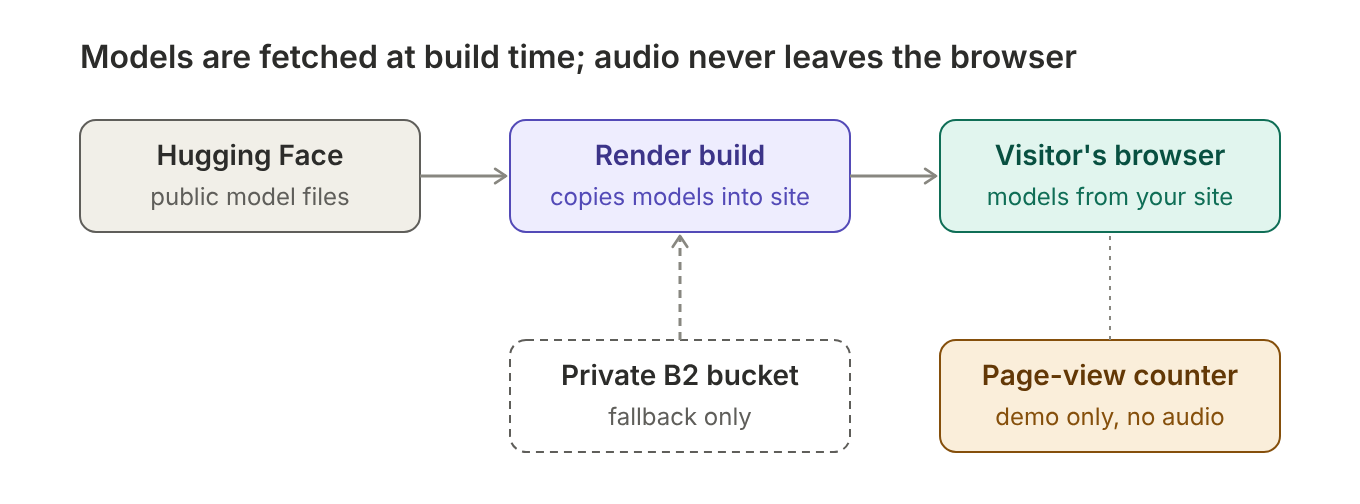 Models are fetched at build time; audio never leaves the browser
Hugging Face
public model files
Render build
copies models into site
Visitor's browser
models from your site
Private B2 bucket
fallback only
Page-view counter
demo only, no audio